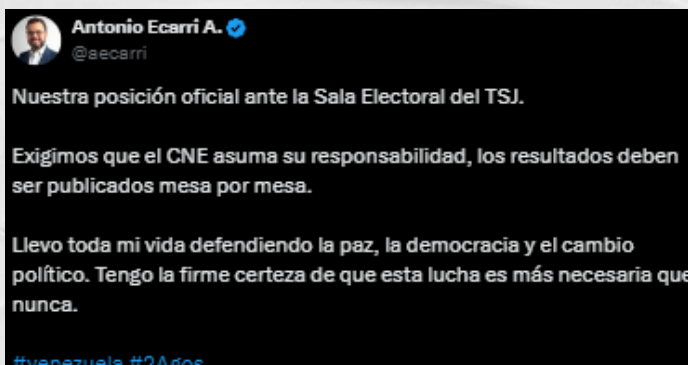 Antonio Ecarri A.
@aecarri
Nuestra posición oficial ante la Sala Electoral del TSJ.
Exigimos que el CNE asuma su responsabilidad, los resultados deben
ser publicados mesa por mesa.
Llevo toda mi vida defendiendo la paz, la democracia y el cambio
político. Tengo la firme certeza de que esta lucha es más necesaria que
nunca.
#venezuela #2Agos